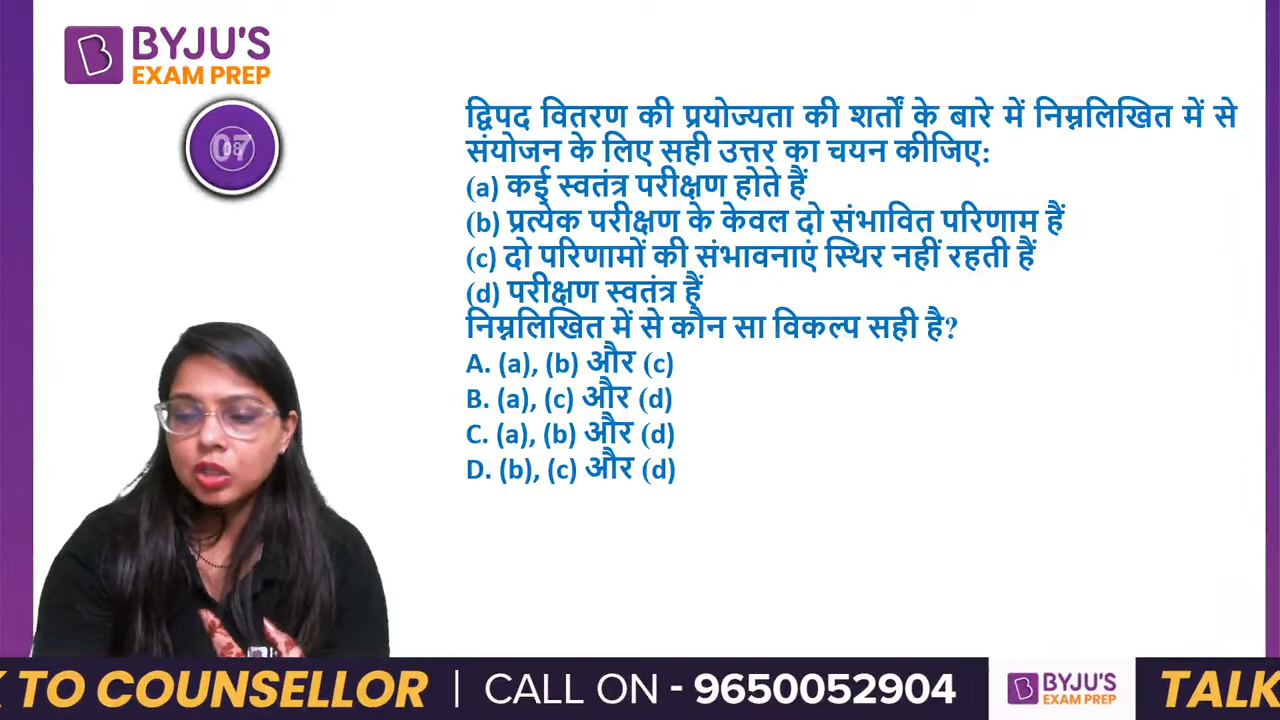 BYJU'S
EXAM PREP
07
द्विपद वितरण की प्रयोज्यता की शर्तों के बारे में निम्नलिखित में से
संयोजन के लिए सही उत्तर का चयन कीजिए:
(a) कई स्वतंत्र परीक्षण होते हैं
(b) प्रत्येक परीक्षण के केवल दो संभावित परिणाम हैं
(c) दो परिणामों की संभावनाएं स्थिर नहीं रहती हैं
(d) परीक्षण स्वतंत्र हैं
निम्नलिखित में से कौन सा विकल्प सही है?
A. (a), (b) और (c)
B. (a), (c) और (d)
C. (a), (b) और (d)
D. (b), (c) और (d)
TO COUNSELLOR
CALL ON - 9650052904
BYJU'S
EXAM PREP
TALK